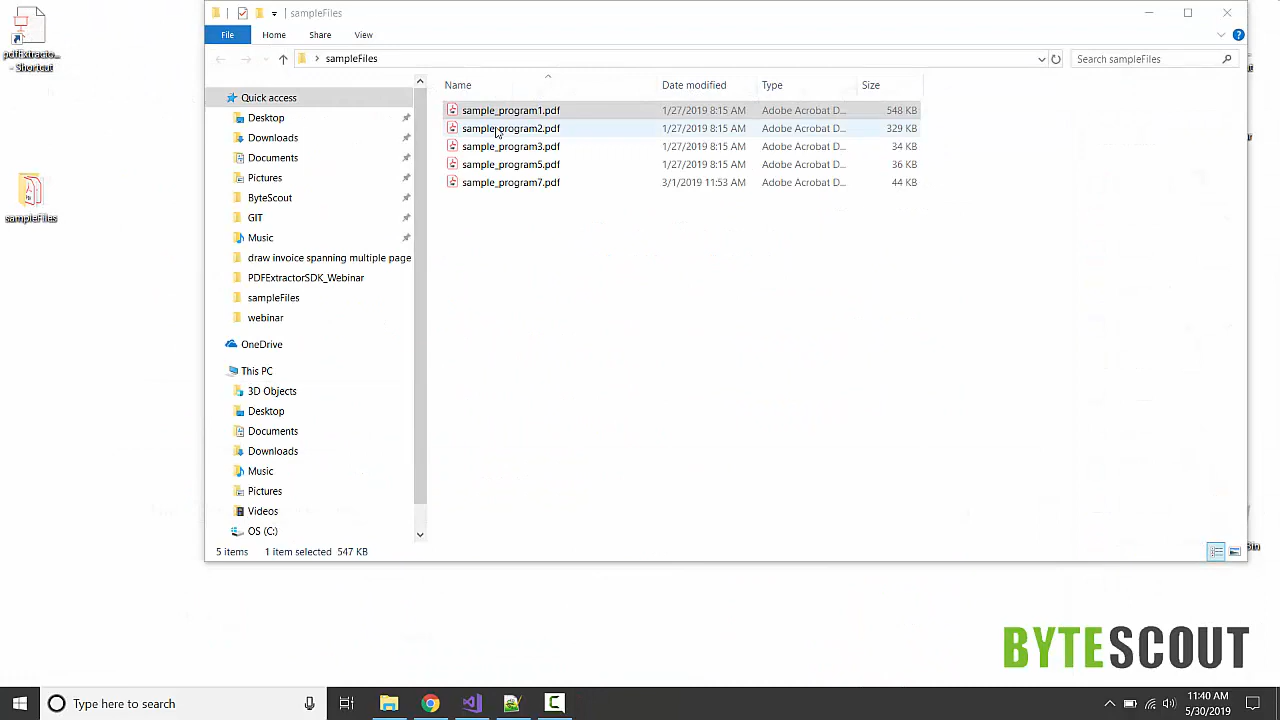 pdfExtracto...
- Shortcut
sampleFiles
sampleFiles
File Home Share View
sampleFiles
Search sampleFiles
Name Date modified Type Size
sample_program1.pdf 1/27/2019 8:15 AM Adobe Acrobat D... 548 KB
sample_program2.pdf 1/27/2019 8:15 AM Adobe Acrobat D... 329 KB
sample_program3.pdf 1/27/2019 8:15 AM Adobe Acrobat D... 34 KB
sample_program5.pdf 1/27/2019 8:15 AM Adobe Acrobat D... 36 KB
sample_program7.pdf 3/1/2019 11:53 AM Adobe Acrobat D... 44 KB
Quick access
Desktop
Downloads
Documents
Pictures
ByteScout
GIT
Music
draw invoice spanning multiple page
PDFExtractorSDK_Webinar
sampleFiles
webinar
OneDrive
This PC
3D Objects
Desktop
Documents
Downloads
Music
Pictures
Videos
OS (C:)
5 items 1 item selected 547 KB
BYTESCOUT
Type here to search
11:40 AM
5/30/2019